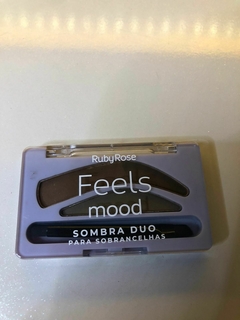 RubyRose
Feels
mood
SOMBRA DUO
PARA SOBRANCELHAS